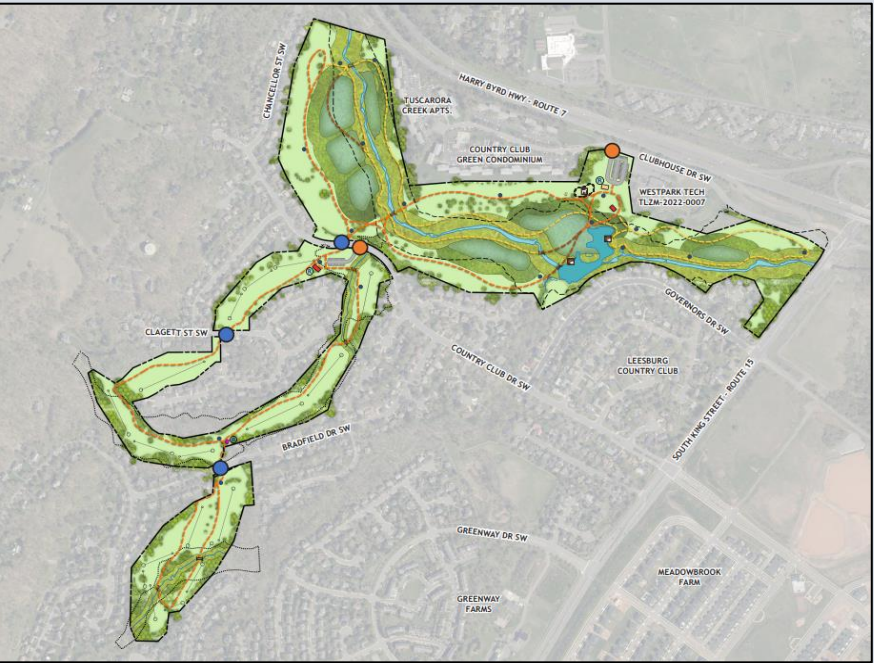 CHANCELLOR ST SW
HARRY BYRD HWY - ROUTE 7
TUSCARORA
CREEK APTS.
COUNTRY CLUB
GREEN CONDOMINIUM
CLUBHOUSE DR SW
WESTPARK TECH
TLZM-2022-0007
CLAGETT ST SW
GOVERNORS DR SW
COUNTRY CLUB DR SW
LEESBURG
COUNTRY CLUB
SOUTH KING STREET - ROUTE 15
BRADFIELD DR SW
GREENWAY DR SW
MEADOWBROOK
FARM
GREENWAY
FARMS